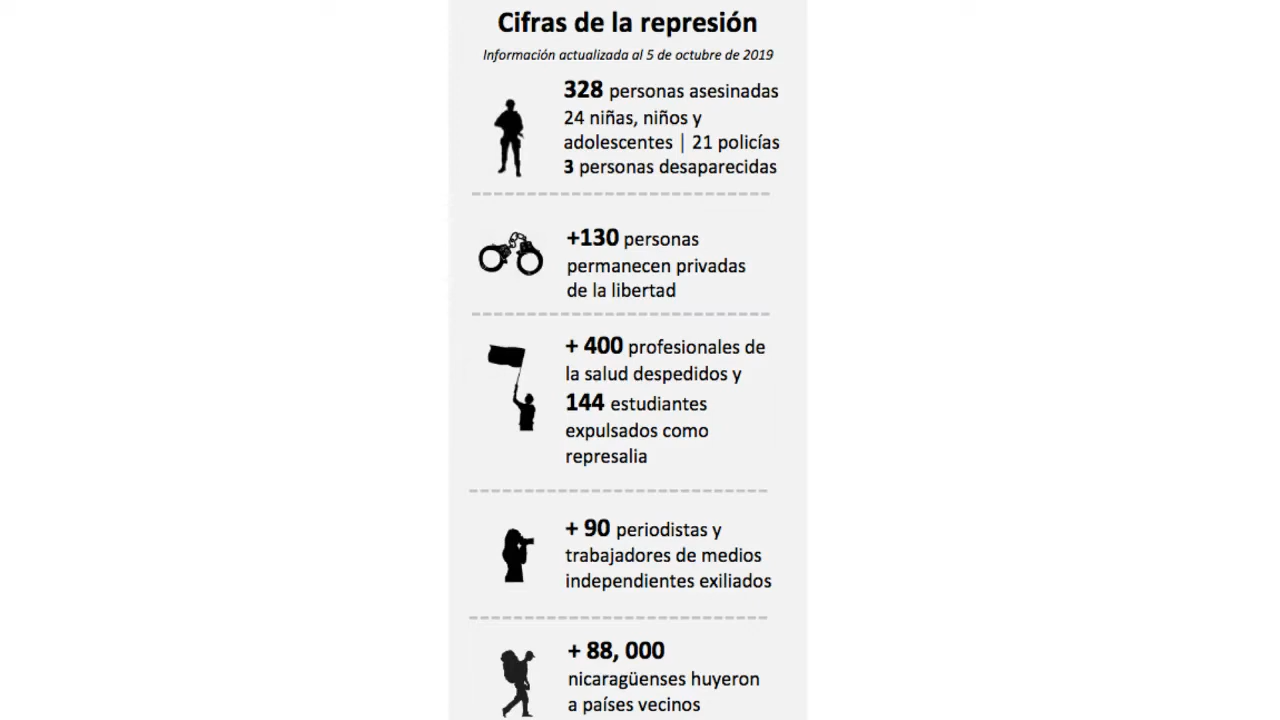 Cifras de la represión
Información actualizada al 5 de octubre de 2019
328 personas asesinadas
24 niñas, niños y
adolescentes | 21 policías
3 personas desaparecidas
+130 personas
permanecen privadas
de la libertad
+ 400 profesionales de
la salud despedidos y
144 estudiantes
expulsados como
represalia
+ 90 periodistas y
trabajadores de medios
independientes exiliados
+ 88, 000
nicaragüenses huyeron
a países vecinos